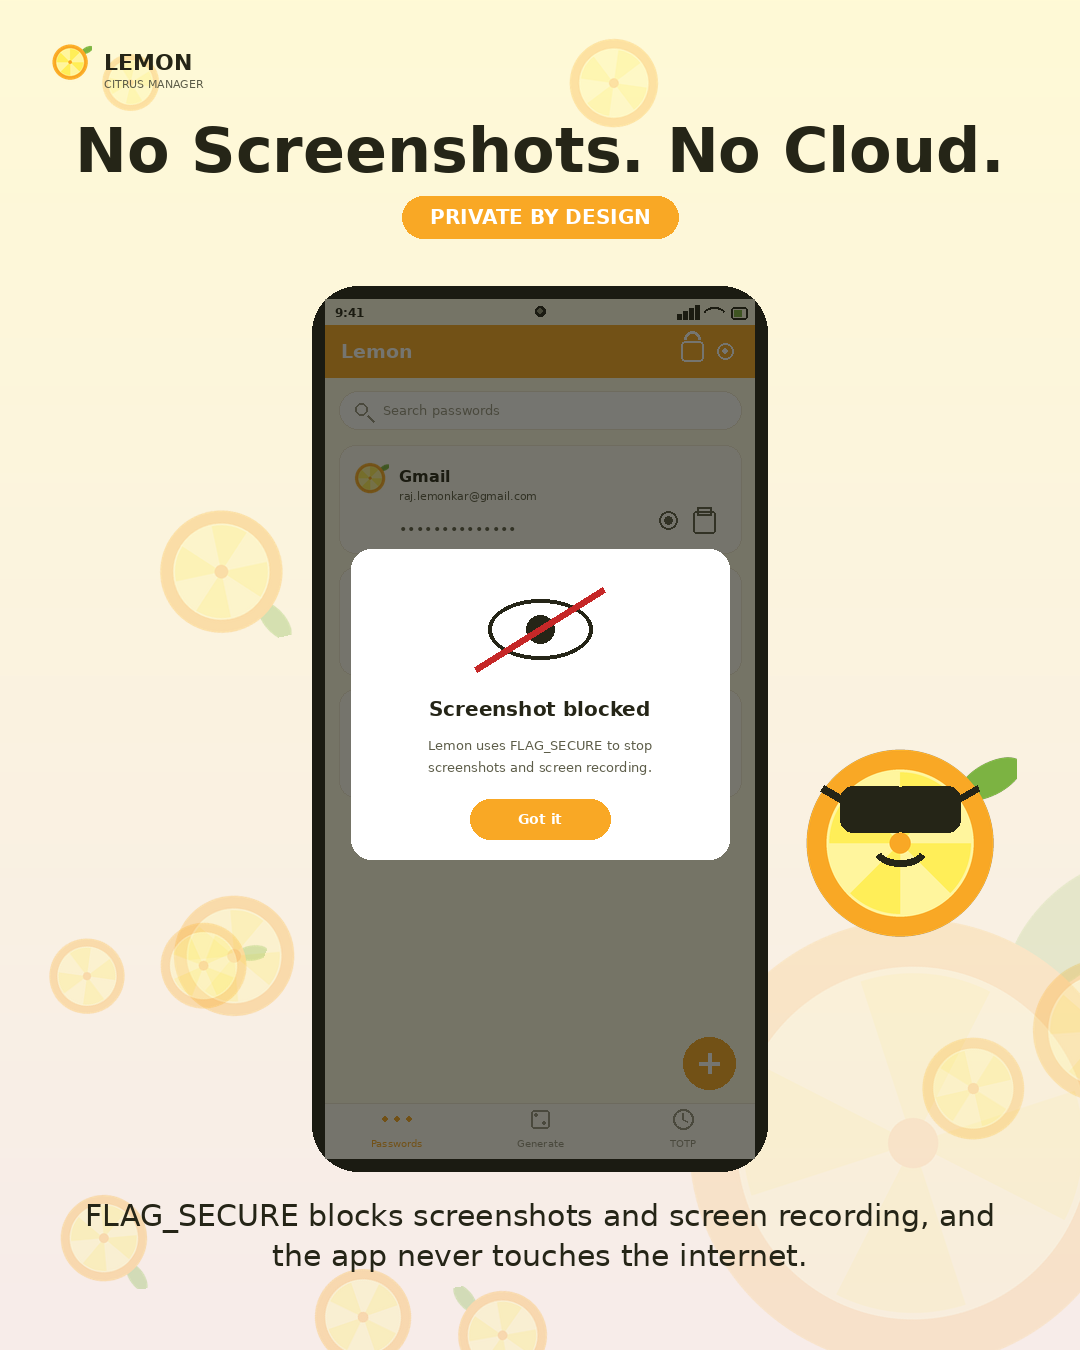 LEMON
CITRUS MANAGER
No Screenshots. No Cloud.
PRIVATE BY DESIGN
9:41
Lemon
Search passwords
Gmail
raj.lemonkar@gmail.com
••••••••••••••
Screenshot blocked
Lemon uses FLAG_SECURE to stop
screenshots and screen recording.
Got it
Passwords
Generate
TOTP
FLAG_SECURE blocks screenshots and screen recording, and
the app never touches the internet.